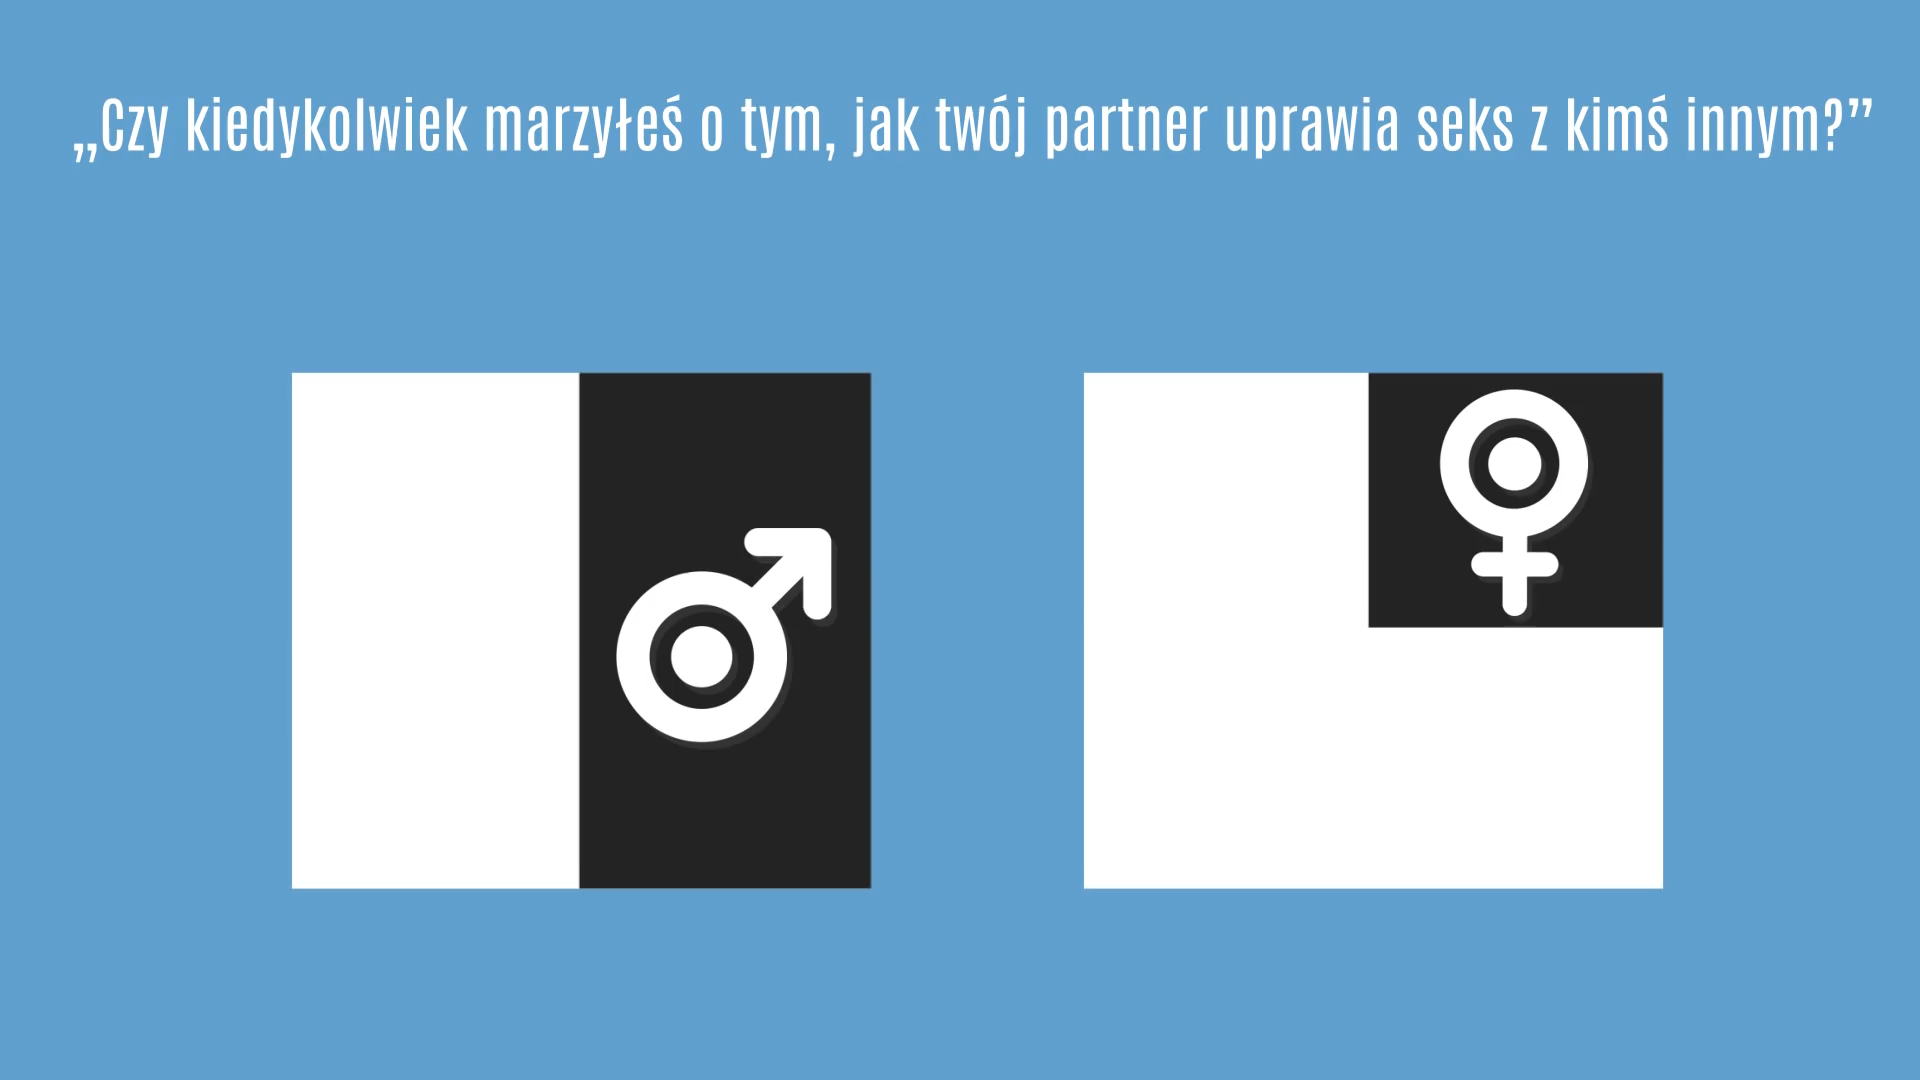 „Czy kiedykolwiek marzyłeś o tym, jak twój partner uprawia seks z kimś innym?”